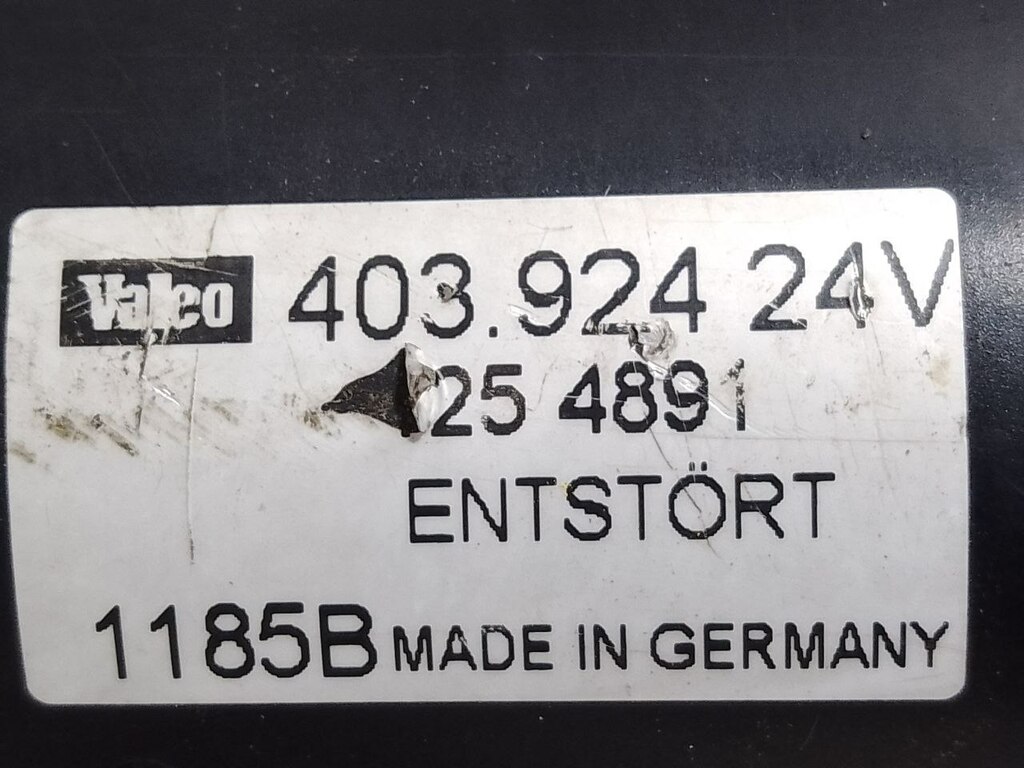 Valeo 403.924 24V
25 4891
ENTSTÖRT
1185B MADE IN GERMANY